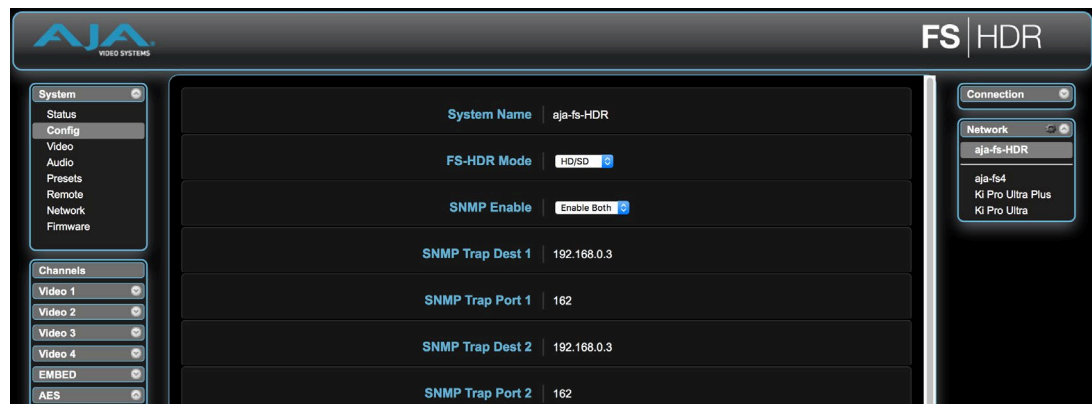 AJA
VIDEO SYSTEMS
FS|HDR
System
Status
Config
Video
Audio
Presets
Remote
Network
Firmware
Channels
Video 1
Video 2
Video 3
Video 4
EMBED
AES
System Name aja-fs-HDR
FS-HDR Mode HD/SD
SNMP Enable Enable Both
SNMP Trap Dest 1 192.168.0.3
SNMP Trap Port 1 162
SNMP Trap Dest 2 192.168.0.3
SNMP Trap Port 2 162
Connection
Network
aja-fs-HDR
aja-fs4
Ki Pro Ultra Plus
Ki Pro Ultra